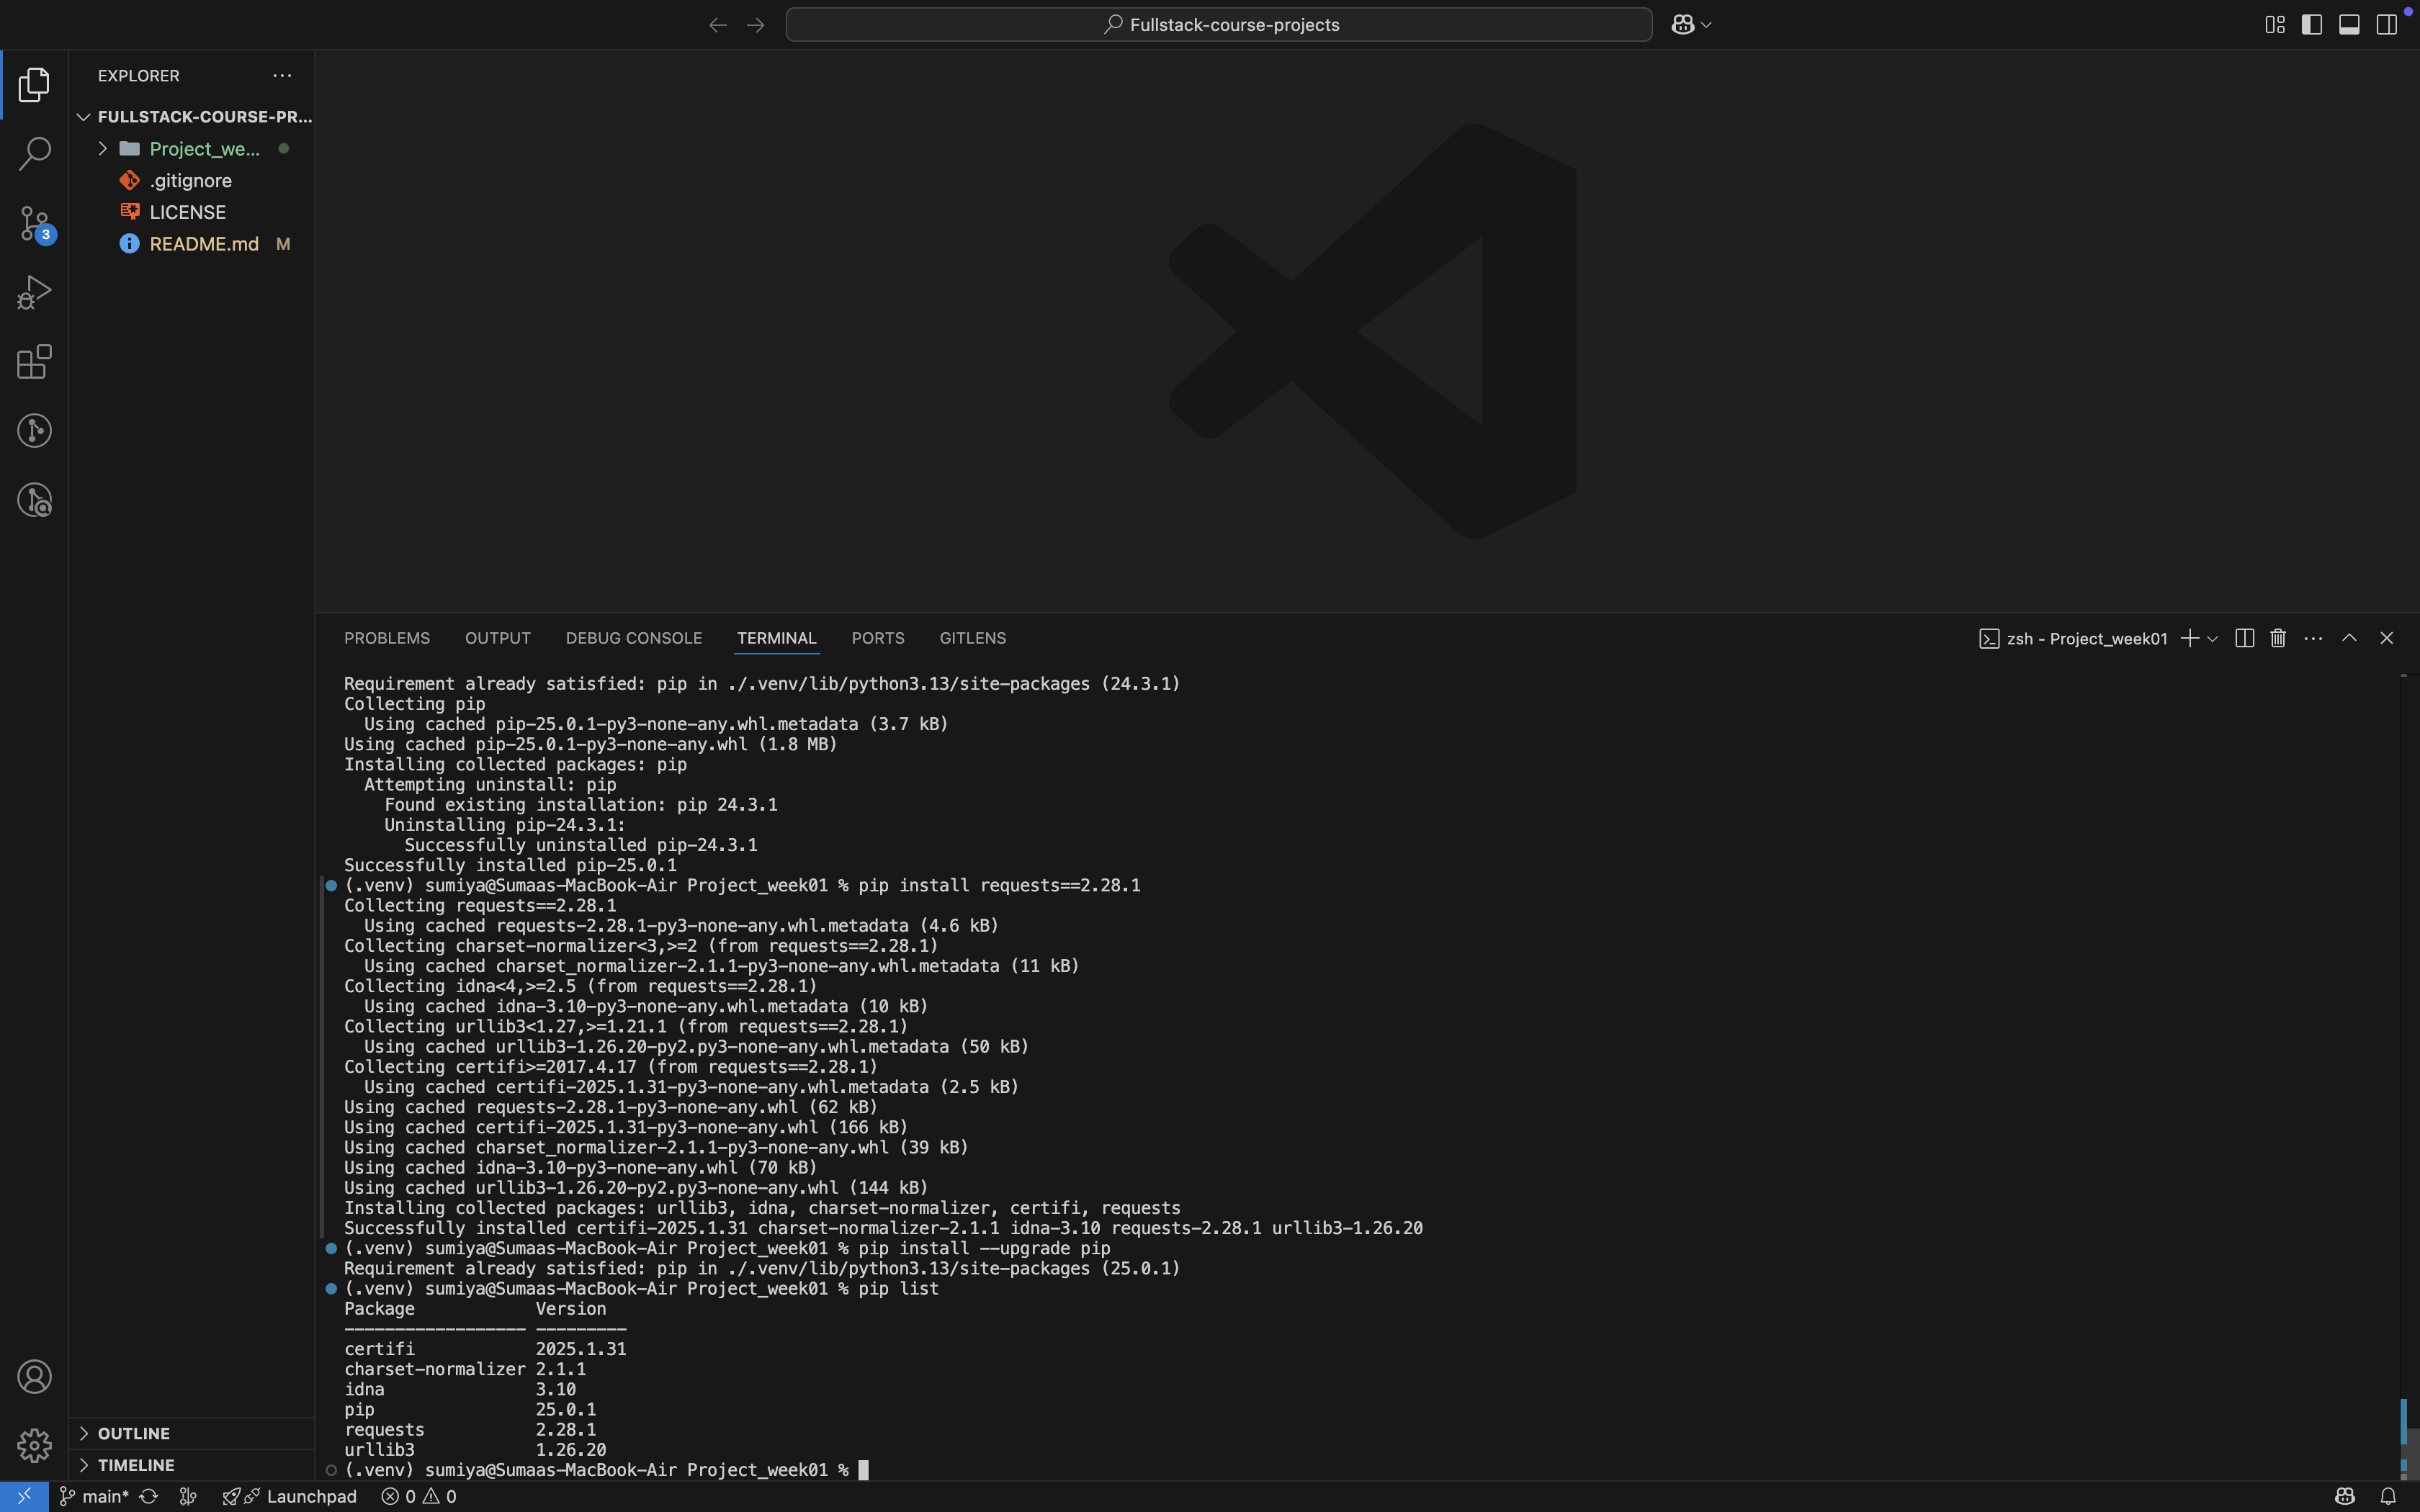 Fullstack-course-projects
EXPLORER
FULLSTACK-COURSE-PR...
Project_we...
.gitignore
LICENSE
README.md M
3
OUTLINE
TIMELINE
PROBLEMS OUTPUT DEBUG CONSOLE TERMINAL PORTS GITLENS
zsh - Project_week01
Requirement already satisfied: pip in ./.venv/lib/python3.13/site-packages (24.3.1)
Collecting pip
  Using cached pip-25.0.1-py3-none-any.whl.metadata (3.7 kB)
Using cached pip-25.0.1-py3-none-any.whl (1.8 MB)
Installing collected packages: pip
  Attempting uninstall: pip
    Found existing installation: pip 24.3.1
    Uninstalling pip-24.3.1:
      Successfully uninstalled pip-24.3.1
Successfully installed pip-25.0.1
(.venv) sumiya@Sumaas-MacBook-Air Project_week01 % pip install requests==2.28.1
Collecting requests==2.28.1
  Using cached requests-2.28.1-py3-none-any.whl.metadata (4.6 kB)
Collecting charset-normalizer<3,>=2 (from requests==2.28.1)
  Using cached charset_normalizer-2.1.1-py3-none-any.whl.metadata (11 kB)
Collecting idna<4,>=2.5 (from requests==2.28.1)
  Using cached idna-3.10-py3-none-any.whl.metadata (10 kB)
Collecting urllib3<1.27,>=1.21.1 (from requests==2.28.1)
  Using cached urllib3-1.26.20-py2.py3-none-any.whl.metadata (50 kB)
Collecting certifi>=2017.4.17 (from requests==2.28.1)
  Using cached certifi-2025.1.31-py3-none-any.whl.metadata (2.5 kB)
Using cached requests-2.28.1-py3-none-any.whl (62 kB)
Using cached certifi-2025.1.31-py3-none-any.whl (166 kB)
Using cached charset_normalizer-2.1.1-py3-none-any.whl (39 kB)
Using cached idna-3.10-py3-none-any.whl (70 kB)
Using cached urllib3-1.26.20-py2.py3-none-any.whl (144 kB)
Installing collected packages: urllib3, idna, charset-normalizer, certifi, requests
Successfully installed certifi-2025.1.31 charset-normalizer-2.1.1 idna-3.10 requests-2.28.1 urllib3-1.26.20
(.venv) sumiya@Sumaas-MacBook-Air Project_week01 % pip install --upgrade pip
Requirement already satisfied: pip in ./.venv/lib/python3.13/site-packages (25.0.1)
(.venv) sumiya@Sumaas-MacBook-Air Project_week01 % pip list
Package            Version
------------------ ---------
certifi            2025.1.31
charset-normalizer 2.1.1
idna               3.10
pip                25.0.1
requests           2.28.1
urllib3            1.26.20
(.venv) sumiya@Sumaas-MacBook-Air Project_week01 %
main* Launchpad 0 0